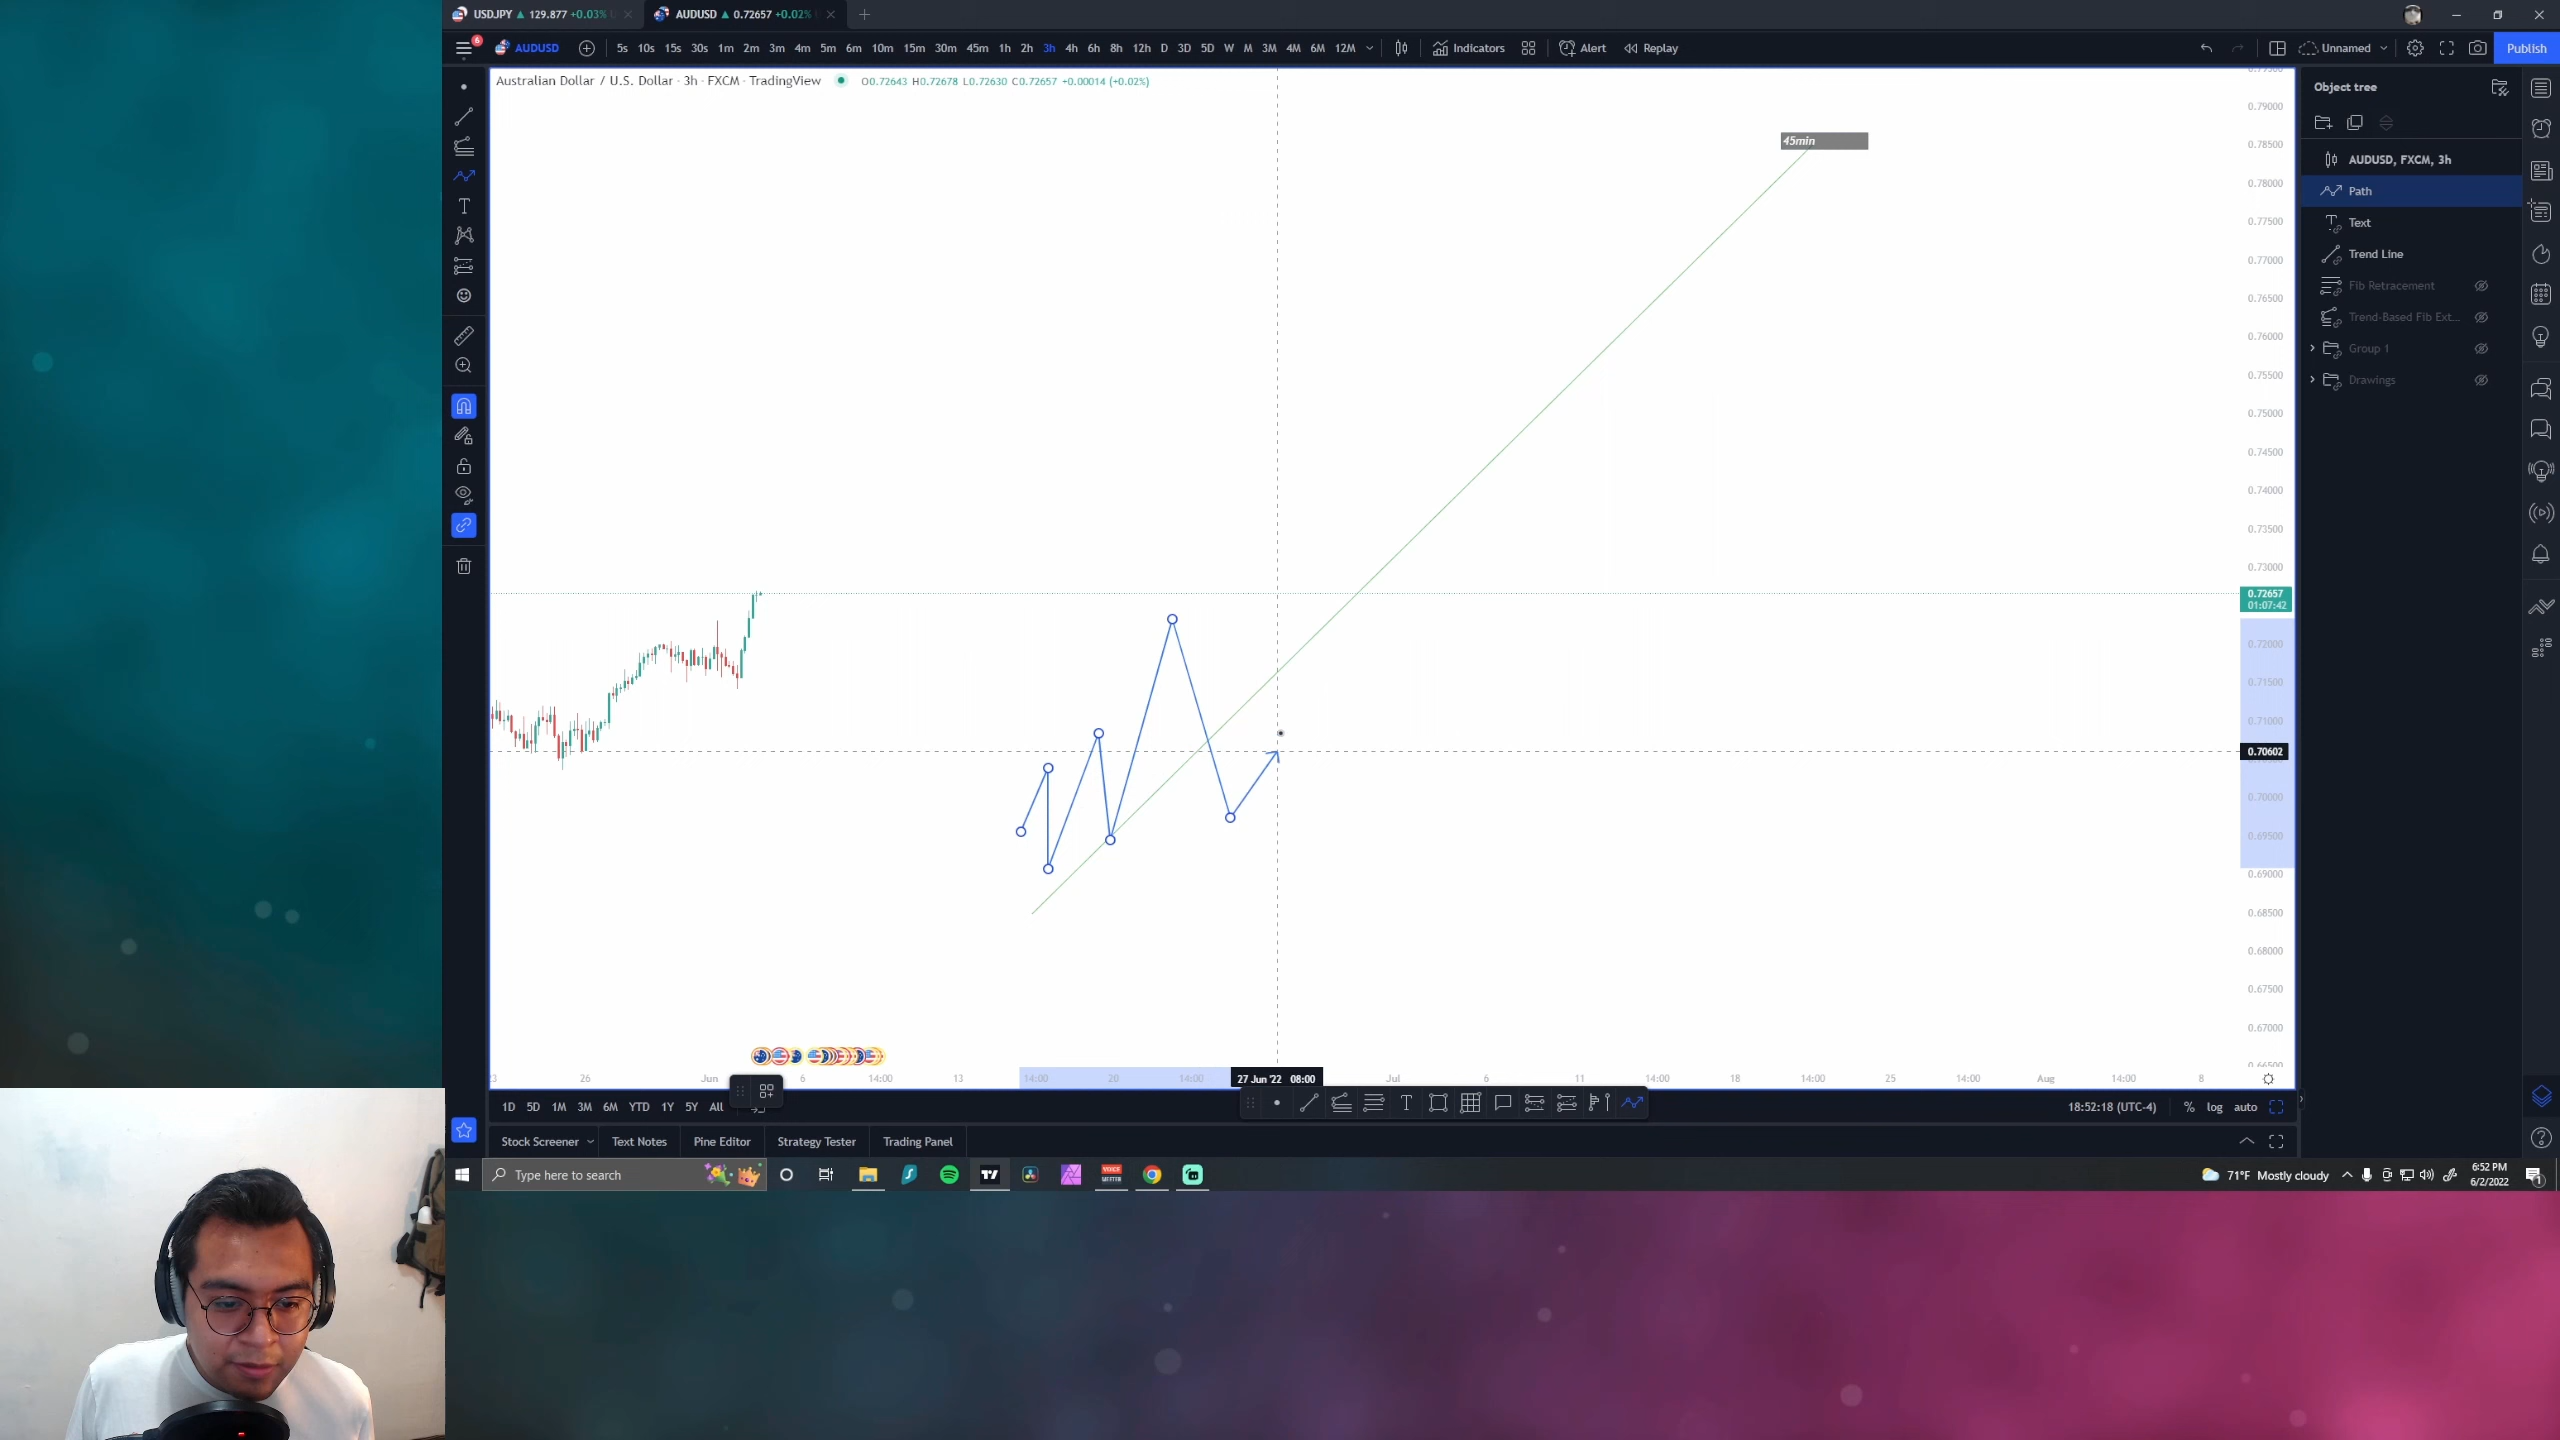 USDJPY ▲ 129.877 +0.03%
AUDUSD ▲ 0.72657 +0.02%
6
AUDUSD 5s 10s 15s 30s 1m 2m 3m 4m 5m 6m 10m 15m 30m 45m 1h 2h 3h 4h 6h 8h 12h D 3D 5D W M 3M 4M 6M 12M Indicators Alert Replay Unnamed Publish
Australian Dollar / U.S. Dollar · 3h · FXCM · TradingView O0.72643 H0.72678 L0.72630 C0.72657 +0.00014 (+0.02%)
Object tree
AUDUSD, FXCM, 3h
Path
Text
Trend Line
Fib Retracement
Trend-Based Fib Ext...
Group 1
Drawings
45min
0.79500
0.79000
0.78500
0.78000
0.77500
0.77000
0.76500
0.76000
0.75500
0.75000
0.74500
0.74000
0.73500
0.73000
0.72657
01:07:42
0.72000
0.71500
0.71000
0.70602
0.70000
0.69500
0.69000
0.68500
0.68000
0.67500
0.67000
0.66500
26 Jun 6 14:00 13 14:00 20 14:00 27 Jun '22 08:00 Jul 6 11 14:00 18 14:00 25 14:00 Aug 14:00 8
1D 5D 1M 3M 6M YTD 1Y 5Y All
18:52:18 (UTC-4) % log auto
Stock Screener Text Notes Pine Editor Strategy Tester Trading Panel
Type here to search
71°F Mostly cloudy
6:52 PM
6/2/2022
1